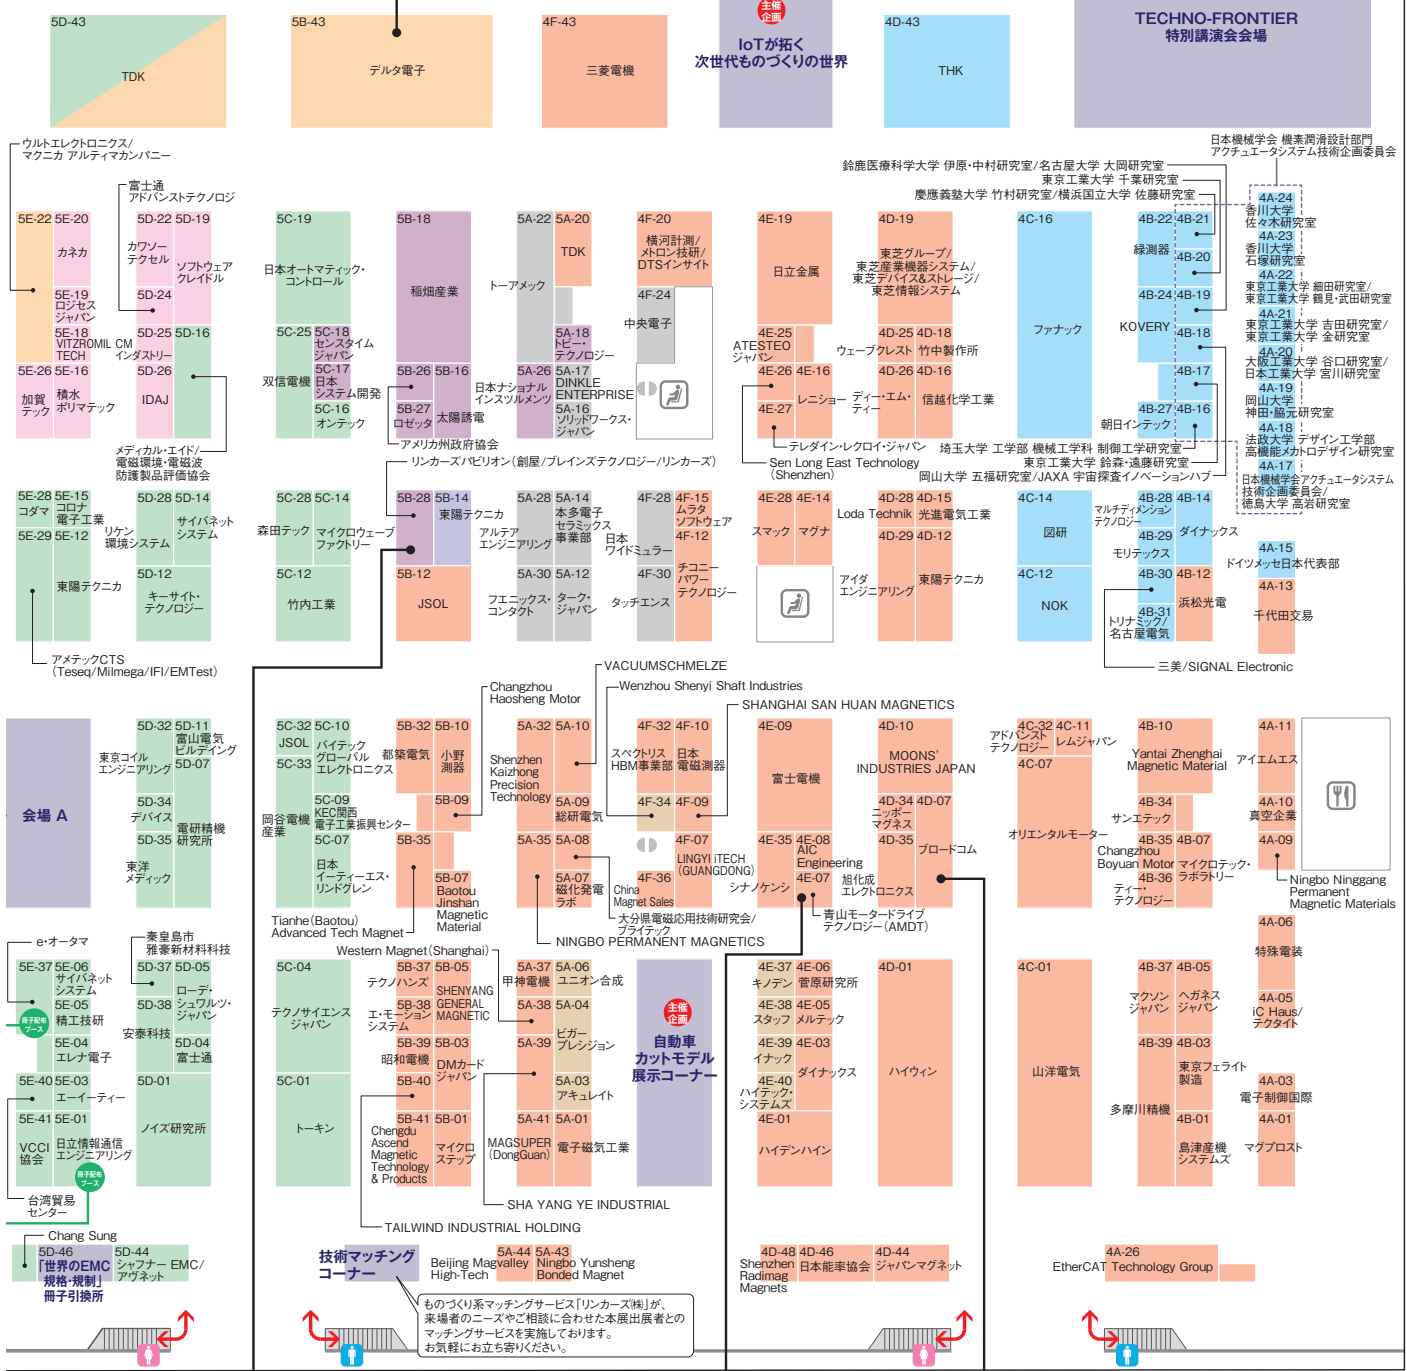 5D-43
TDK
5B-43
デルタ電子
4F-43
三菱電機
主催
企画
IoTが拓く
次世代ものづくりの世界
4D-43
THK
TECHNO-FRONTIER
特別講演会会場
ウルトエレクトロニクス/
マクニカ アルティマカンパニー
富士通
アドバンストテクノロジ
日本機械学会 機素潤滑設計部門
アクチュエータシステム技術企画委員会
鈴鹿医療科学大学 伊原・中村研究室/名古屋大学 大岡研究室
東京工業大学 千葉研究室
慶應義塾大学 竹村研究室/横浜国立大学 佐藤研究室
5E-22
5E-20
カネカ
5E-19
ロジセス
ジャパン
5E-18
VITZROMIL CM
TECH
5E-26
加賀
テック
5E-16
積水
ポリマテック
5D-22
カワソー
テクセル
5D-19
ソフトウェア
クレイドル
5D-24
5D-25
インダストリー
5D-16
5D-26
IDAJ
メディカル・エイド/
電磁環境・電磁波
防護製品評価協会
5C-19
日本オートマティック・
コントロール
5C-25
双信電機
5C-18
センスタイム
ジャパン
5C-17
日本
システム開発
5C-16
オンテック
5B-18
稲畑産業
5B-26
5B-16
太陽誘電
5B-27
ロゼッタ
アメリカ州政府協会
リンカーズパビリオン(創屋/ブレインズテクノロジー/リンカーズ)
5A-22
トーアメック
5A-20
TDK
5A-18
トビー・
テクノロジー
5A-26
日本ナショナル
インスツルメンツ
5A-17
DINKLE
ENTERPRISE
5A-16
ソリッドワークス・
ジャパン
4F-20
横河計測/
メトロン技研/
DTSインサイト
4F-24
中央電子
4E-19
日立金属
4E-25
ATESTEO
ジャパン
4E-26
4E-16
レニショー
4E-27
テレダイン・レクロイ・ジャパン
Sen Long East Technology
(Shenzhen)
4D-19
東芝グループ/
東芝産業機器システム/
東芝デバイス&ストレージ/
東芝情報システム
4D-25
ウェーブクレスト
4D-18
竹中製作所
4D-26
ディー・エム・
ティー
4D-16
信越化学工業
4C-16
ファナック
4B-22
緑測器
4B-21
4B-20
4B-24
KOVERY
4B-19
4B-18
4B-17
4B-27
朝日インテック
4B-16
埼玉大学 工学部 機械工学科 制御工学研究室
東京工業大学 鈴森・遠藤研究室
岡山大学 五福研究室/JAXA 宇宙探査イノベーションハブ
4A-24
香川大学
佐々木研究室
4A-23
香川大学
石塚研究室
4A-22
東京工業大学 細田研究室/
東京工業大学 鶴見・武田研究室
4A-21
東京工業大学 吉田研究室/
東京工業大学 金研究室
4A-20
大阪工業大学 谷口研究室/
日本工業大学 宮川研究室
4A-19
岡山大学
神田・脇元研究室
4A-18
法政大学 デザイン工学部
高機能メカトロデザイン研究室
4A-17
日本機械学会アクチュエータシステム
技術企画委員会/
徳島大学 高岩研究室
5E-28
コダマ
5E-15
コロナ
電子工業
5E-29
5E-12
東陽テクニカ
アメテックCTS
(Teseq/Milmega/IFI/EMTest)
5D-28
リケン
環境システム
5D-14
サイバネット
システム
5D-12
キーサイト・
テクノロジー
5C-28
森田テック
5C-14
マイクロウェーブ
ファクトリー
5C-12
竹内工業
5B-28
5B-14
東陽テクニカ
5B-12
JSOL
5A-28
アルテア
エンジニアリング
5A-14
本多電子
セラミックス
事業部
5A-30
フエニックス・
コンタクト
5A-12
ターク・
ジャパン
4F-28
日本
ワイドミュラー
4F-15
ムラタ
ソフトウェア
4F-12
チコニー
パワー
テクノロジー
4F-30
タッチエンス
4E-28
スマック
4E-14
マグナ
4D-28
Loda Technik
4D-15
光進電気工業
4D-29
アイダ
エンジニアリング
4D-12
東陽テクニカ
4C-14
図研
4C-12
NOK
4B-28
マルチディメンション
テクノロジー
4B-14
ダイナックス
4B-29
モリテックス
4B-30
4B-12
浜松光電
4B-31
トリナミック/
名古屋電気
三美/SIGNAL Electronic
4A-15
ドイツメッセ日本代表部
4A-13
千代田交易
会場 A
5D-32
東京コイル
エンジニアリング
5D-11
富山電気
ビルデイング
5D-07
電研精機
研究所
5D-34
デバイス
5D-35
東洋
メディック
5C-32
JSOL
5C-10
バイテック
グローバル
エレクトロニクス
5C-33
岡谷電機
産業
5C-09
KEC関西
電子工業振興センター
5C-07
日本
イーティーエス・
リンドグレン
Tianhe(Baotou)
Advanced Tech Magnet
Changzhou
Haosheng Motor
5B-32
都築電気
5B-10
小野
測器
5B-09
5B-35
5B-07
Baotou
Jinshan
Magnetic
Material
VACUUMSCHMELZE
Wenzhou Shenyi Shaft Industries
SHANGHAI SAN HUAN MAGNETICS
5A-32
Shenzhen
Kaizhong
Precision
Technology
5A-10
5A-09
総研電気
5A-35
5A-08
5A-07
磁化発電
ラボ
大分県電磁応用技術研究会/
ブライテック
NINGBO PERMANENT MAGNETICS
4F-32
スペクトリス
HBM事業部
4F-10
日本
電磁測器
4F-34
4F-09
4F-07
LINGYI iTECH
(GUANGDONG)
4F-36
China
Magnet Sales
4E-09
富士電機
4E-35
シナノケンシ
4E-08
AIC
Engineering
4E-07
青山モータードライブ
テクノロジー(AMDT)
4D-10
MOONS'
INDUSTRIES JAPAN
4D-34
ニッポー
マグネス
4D-07
ブロードコム
4D-35
旭化成
エレクトロニクス
4C-32
アドバンスト
テクノロジー
4C-11
レムジャパン
4C-07
オリエンタルモーター
4B-10
Yantai Zhenghai
Magnetic Material
4B-34
サンエテック
4B-35
Changzhou
Boyuan Motor
4B-07
マイクロテック・
ラボラトリー
4B-36
ティー・
テクノロジー
4A-11
アイエムエス
4A-10
真空企業
4A-09
Ningbo Ninggang
Permanent
Magnetic Materials
e・オータマ
5E-37
5E-06
サイバネット
システム
5E-05
精工技研
冊子配布
ブース
5E-04
エレナ電子
5E-40
5E-03
エーイーティー
5E-41
VCCI
協会
5E-01
日立情報通信
エンジニアリング
冊子配布
ブース
台湾貿易
センター
秦皇島市
雅豪新材料科技
5D-37
5D-05
ローデ・
シュワルツ・
ジャパン
5D-38
安泰科技
5D-04
富士通
5D-01
ノイズ研究所
5C-04
テクノサイエンス
ジャパン
5C-01
トーキン
Western Magnet(Shanghai)
5B-37
テクノハンズ
5B-05
SHENYANG
GENERAL
MAGNETIC
5B-38
エ・モーション
システム
5B-39
昭和電機
5B-03
DMカード
ジャパン
5B-40
5B-41
Chengdu
Ascend
Magnetic
Technology
& Products
5B-01
マイクロ
ステップ
5A-37
甲神電機
5A-06
ユニオン合成
5A-38
5A-04
ビガー
プレシジョン
5A-39
5A-03
アキュレイト
5A-41
MAGSUPER
(DongGuan)
5A-01
電子磁気工業
SHA YANG YE INDUSTRIAL
TAILWIND INDUSTRIAL HOLDING
主催
企画
自動車
カットモデル
展示コーナー
4E-37
キノデン
4E-06
菅原研究所
4E-38
スタッフ
4E-05
メルテック
4E-39
イナック
4E-03
ダイナックス
4E-40
ハイテック・
システムズ
4E-01
ハイデンハイン
4D-01
ハイウィン
4C-01
山洋電気
4B-37
マクソン
ジャパン
4B-05
ヘガネス
ジャパン
4B-39
多摩川精機
4B-03
東京フェライト
製造
4B-01
島津産機
システムズ
4A-06
特殊電装
4A-05
iC Haus/
テクタイト
4A-03
電子制御国際
4A-01
マグプロスト
Chang Sung
5D-46
「世界のEMC
規格・規制」
冊子引換所
5D-44
シャフナー EMC/
アヴネット
技術マッチング
コーナー
5A-44
Beijing Magvalley
High-Tech
5A-43
Ningbo Yunsheng
Bonded Magnet
4D-48
Shenzhen
Radimag
Magnets
4D-46
日本能率協会
4D-44
ジャパンマグネット
4A-26
EtherCAT Technology Group
ものづくり系マッチングサービス「リンカーズ㈱」が、
来場者のニーズやご相談に合わせた本展出展者との
マッチングサービスを実施しております。
お気軽にお立ち寄りください。